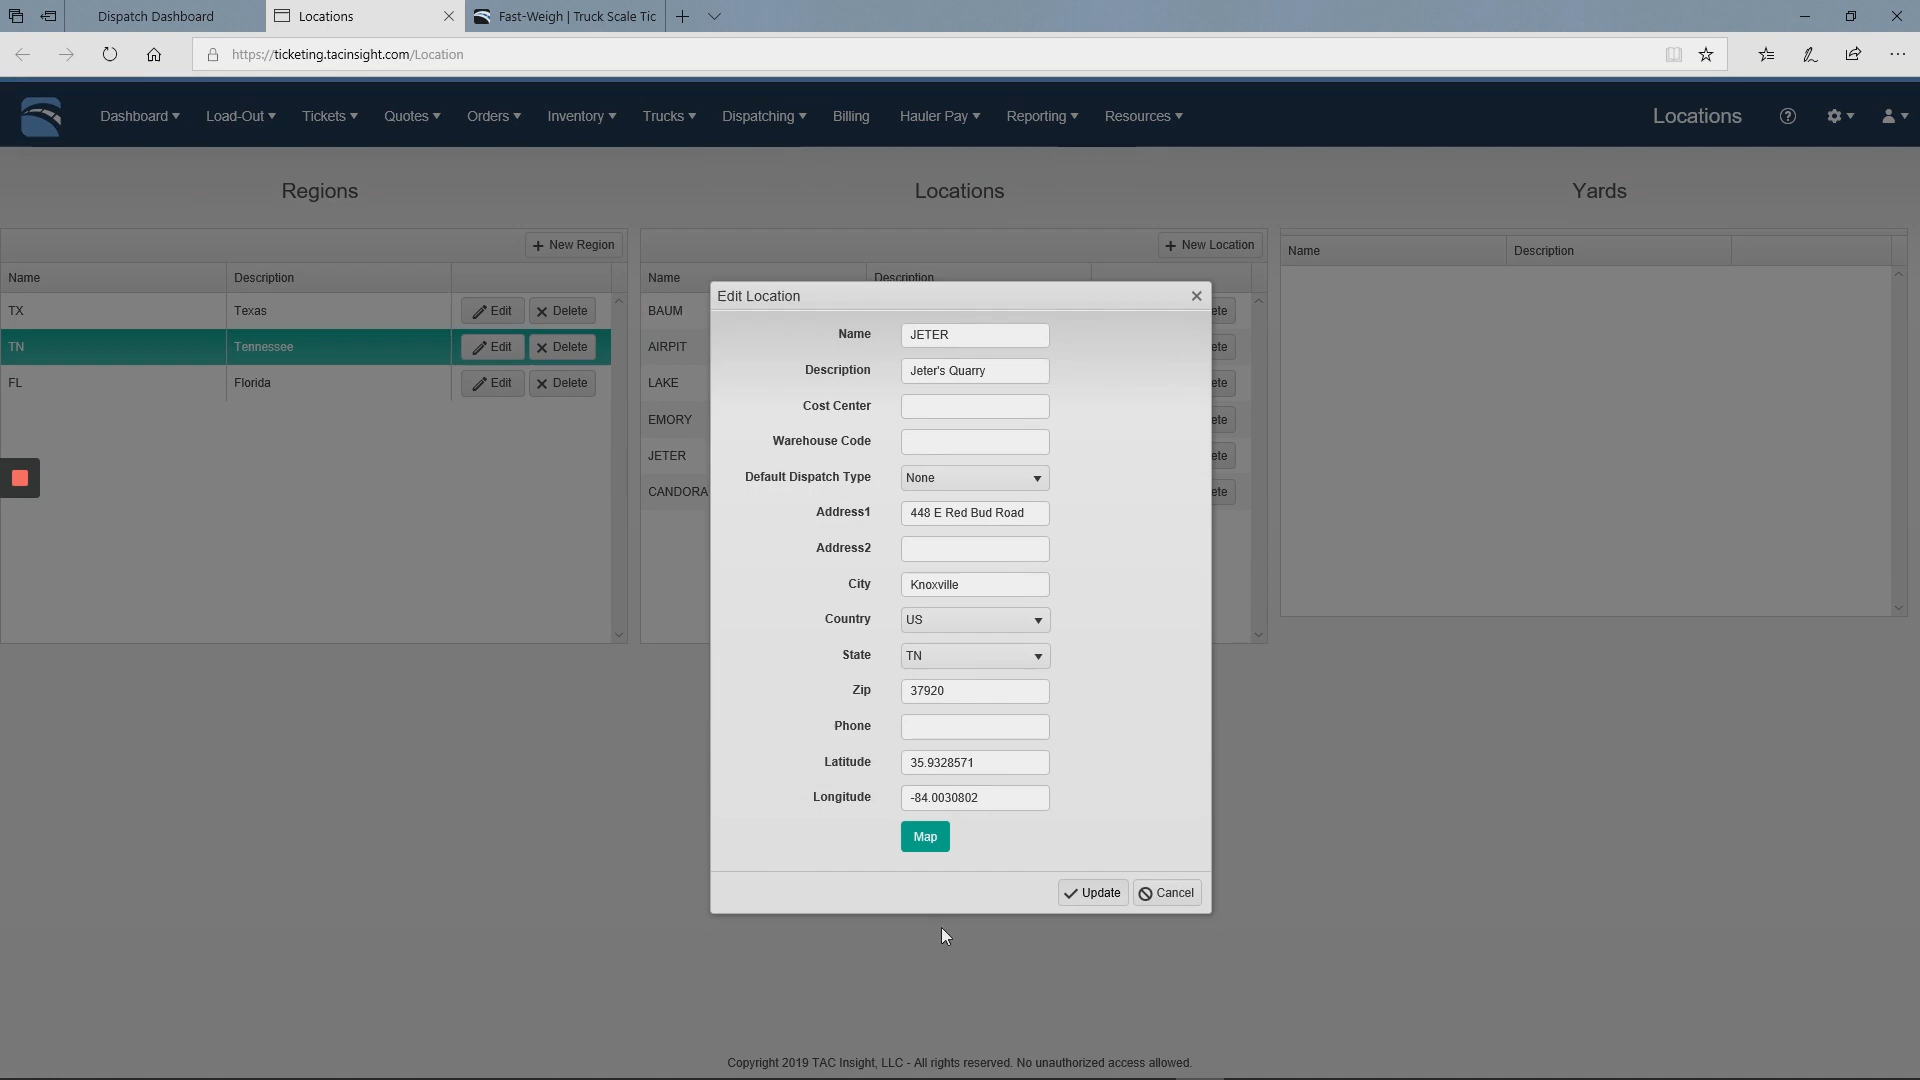 Dispatch Dashboard
Locations
Fast-Weigh | Truck Scale Tic
https://ticketing.tacinsight.com/Location
Dashboard
Load-Out
Tickets
Quotes
Orders
Inventory
Trucks
Dispatching
Billing
Hauler Pay
Reporting
Resources
Locations
Regions
New Region
Name Description
TX Texas Edit Delete
TN Tennessee Edit Delete
FL Florida Edit Delete
Locations
New Location
Name Description
BAUM ete
AIRPIT ete
LAKE ete
EMORY ete
JETER ete
CANDORA ete
Yards
Name Description
Edit Location
Name JETER
Description Jeter's Quarry
Cost Center
Warehouse Code
Default Dispatch Type None
Address1 448 E Red Bud Road
Address2
City Knoxville
Country US
State TN
Zip 37920
Phone
Latitude 35.9328571
Longitude -84.0030802
Map
Update Cancel
Copyright 2019 TAC Insight, LLC - All rights reserved. No unauthorized access allowed.